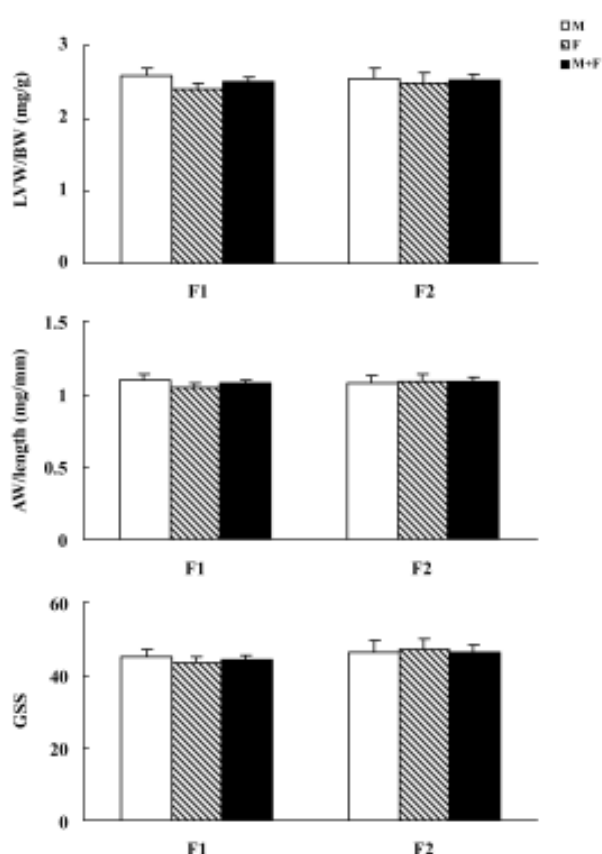 M
F
M+F
LVW/BW (mg/g)
3
2
1
0
F1 F2
AW/length (mg/mm)
1.5
1
0.5
0
F1 F2
GSS
60
40
20
0
F1 F2